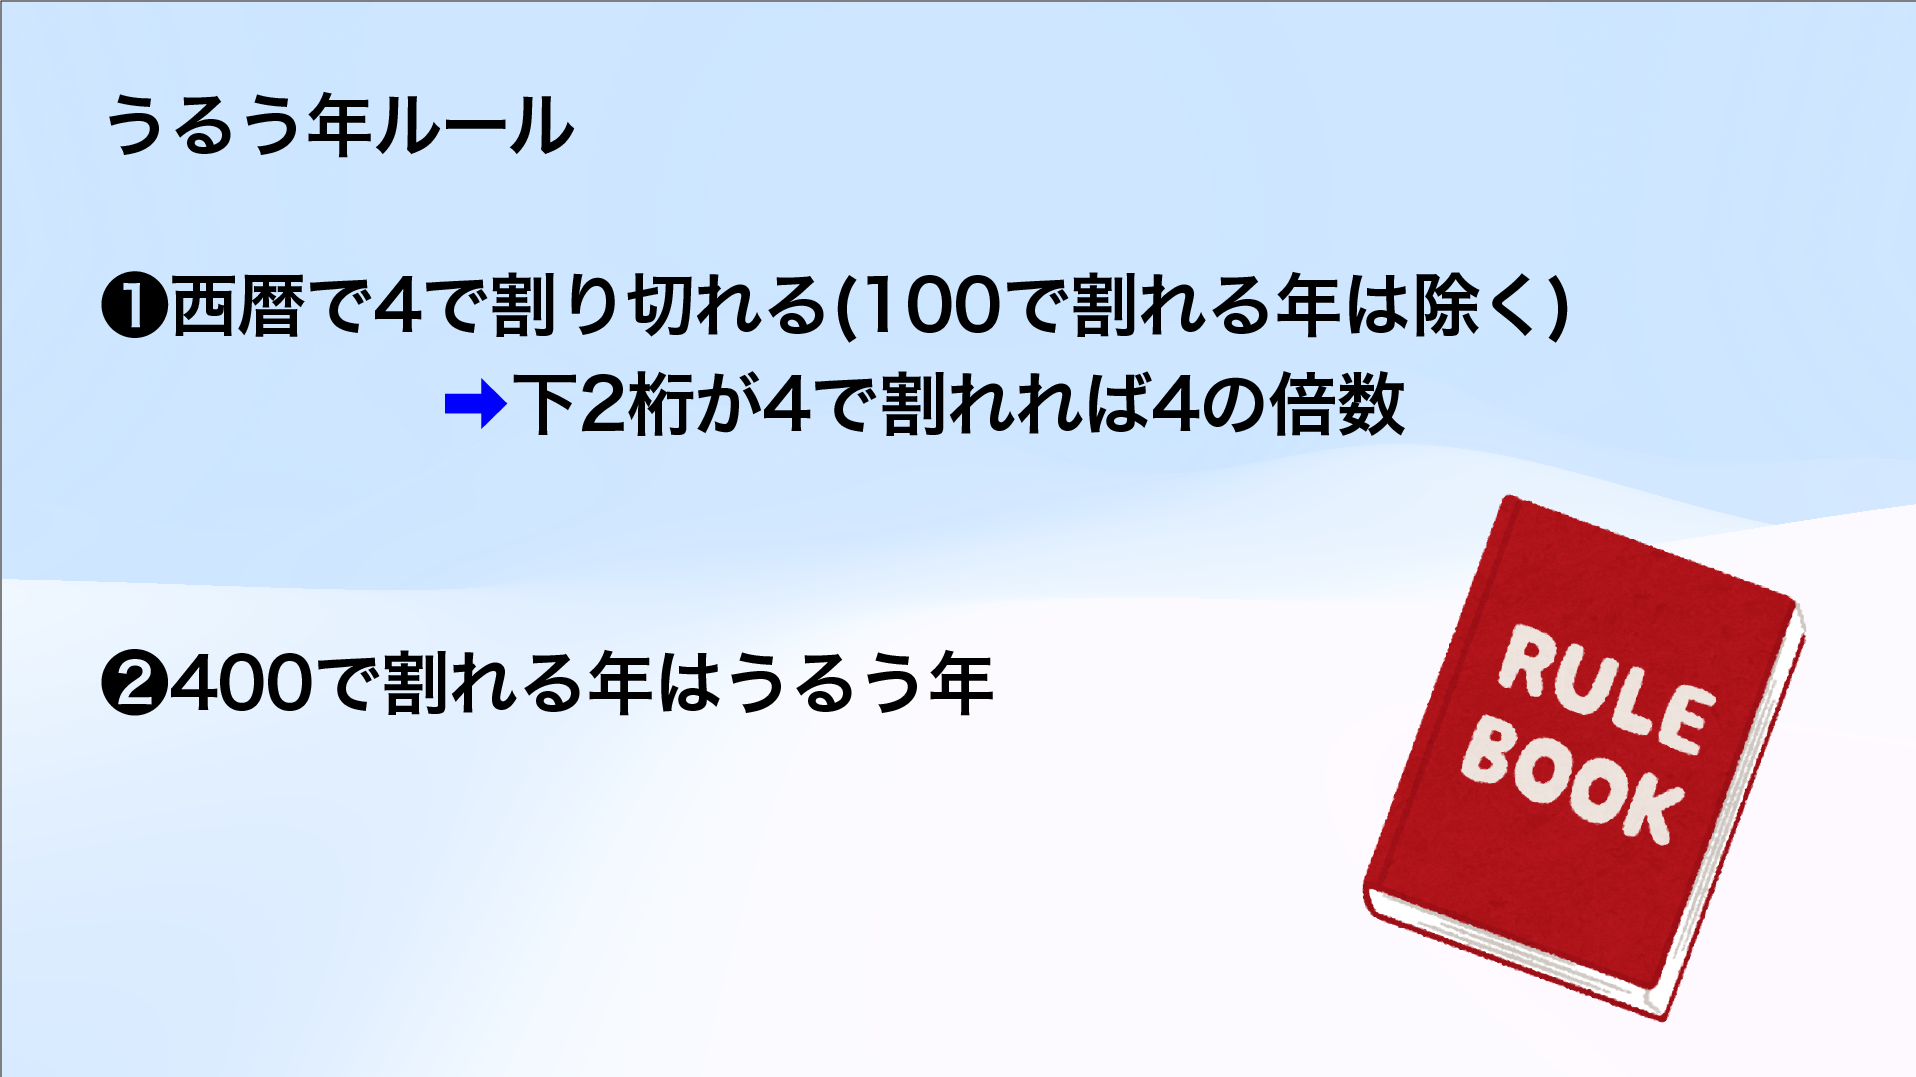 うるう年ルール
❶西暦で4で割り切れる(100で割れる年は除く)
➡下2桁が4で割れれば4の倍数
❷400で割れる年はうるう年
RULE
BOOK